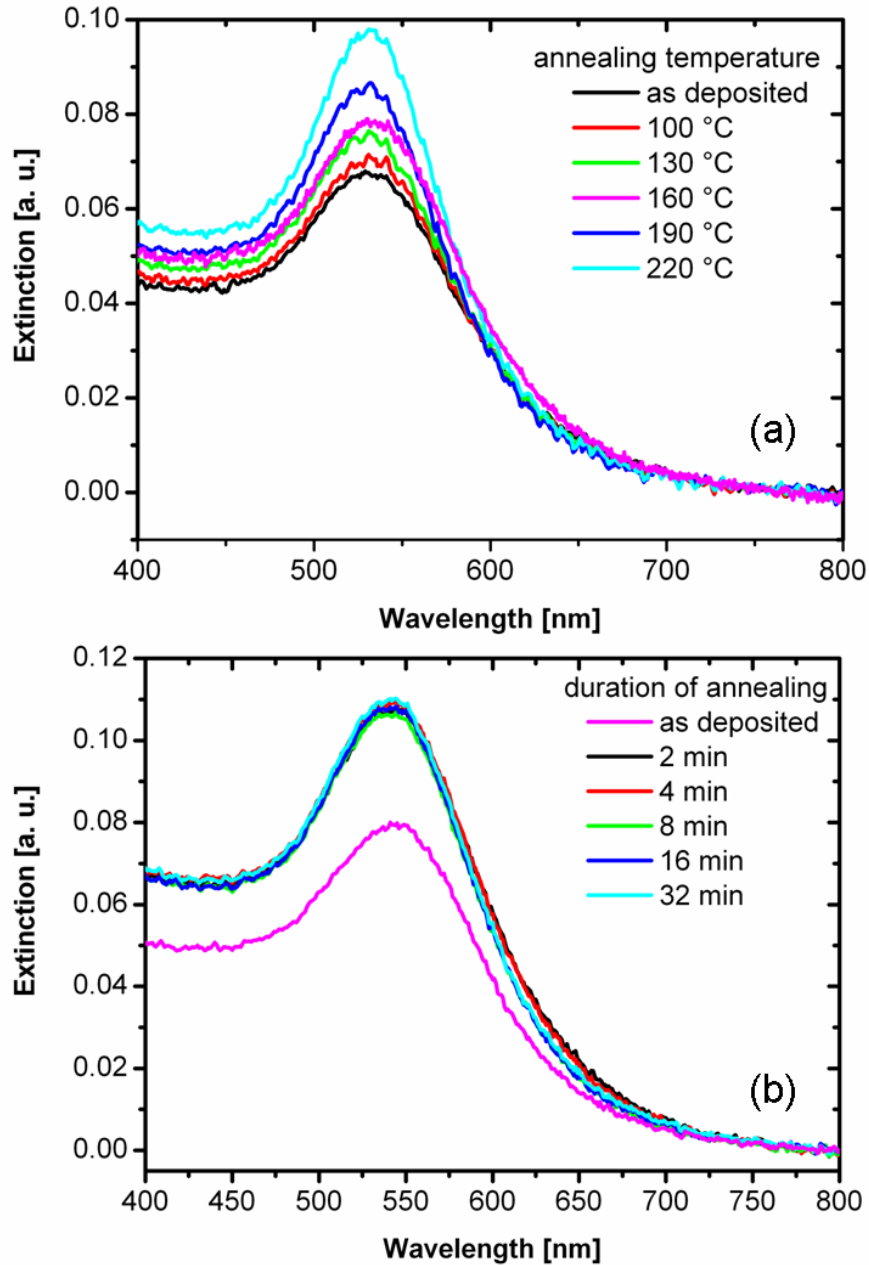 0.10
0.08
0.06
0.04
0.02
0.00
Extinction [a. u.]
annealing temperature
as deposited
100 °C
130 °C
160 °C
190 °C
220 °C
(a)
400 500 600 700 800
Wavelength [nm]
0.12
0.10
0.08
0.06
0.04
0.02
0.00
Extinction [a. u.]
duration of annealing
as deposited
2 min
4 min
8 min
16 min
32 min
(b)
400 450 500 550 600 650 700 750 800
Wavelength [nm]